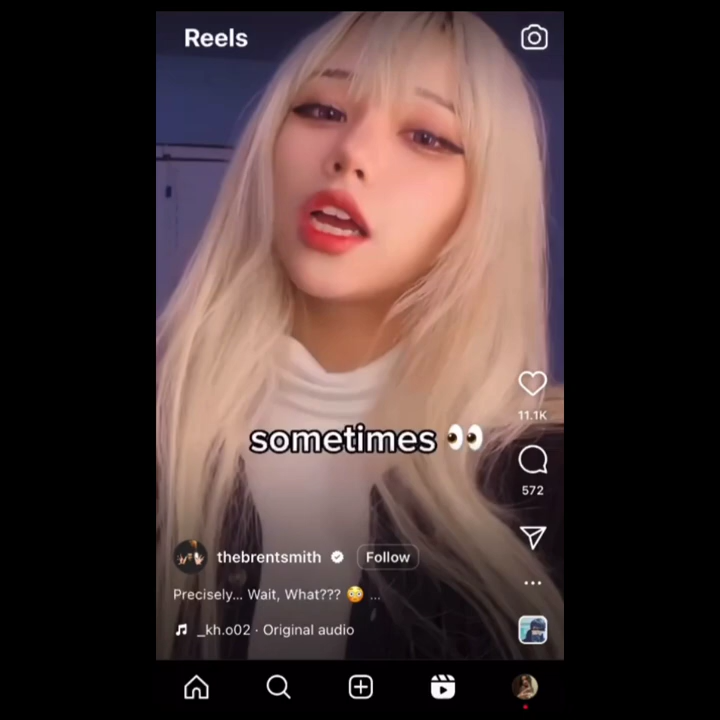 Reels
11.1K
sometimes 👀
572
thebrentsmith Follow
Precisely... Wait, What??? 😳 ...
_kh.o02 · Original audio